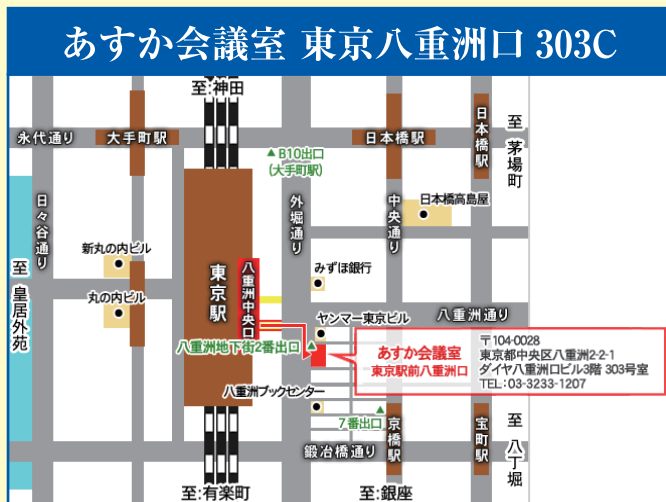 あすか会議室 東京八重洲口 303C
至:神田
永代通り
大手町駅
▲B10出口
(大手町駅)
日本橋駅
日本橋駅
至 茅場町
日々谷通り
外堀通り
中央通り
日本橋高島屋
新丸の内ビル
至 皇居外苑
東京駅
八重洲中央口
みずほ銀行
丸の内ビル
ヤンマー東京ビル
八重洲通り
八重洲地下街2番出口▲
あすか会議室
東京駅前八重洲口
〒104-0028
東京都中央区八重洲2-2-1
ダイヤ八重洲口ビル3階 303号室
TEL:03-3233-1207
八重洲ブックセンター
▲
7番出口
京橋駅
宝町駅
至 八丁堀
鍛冶橋通り
至:有楽町
至:銀座